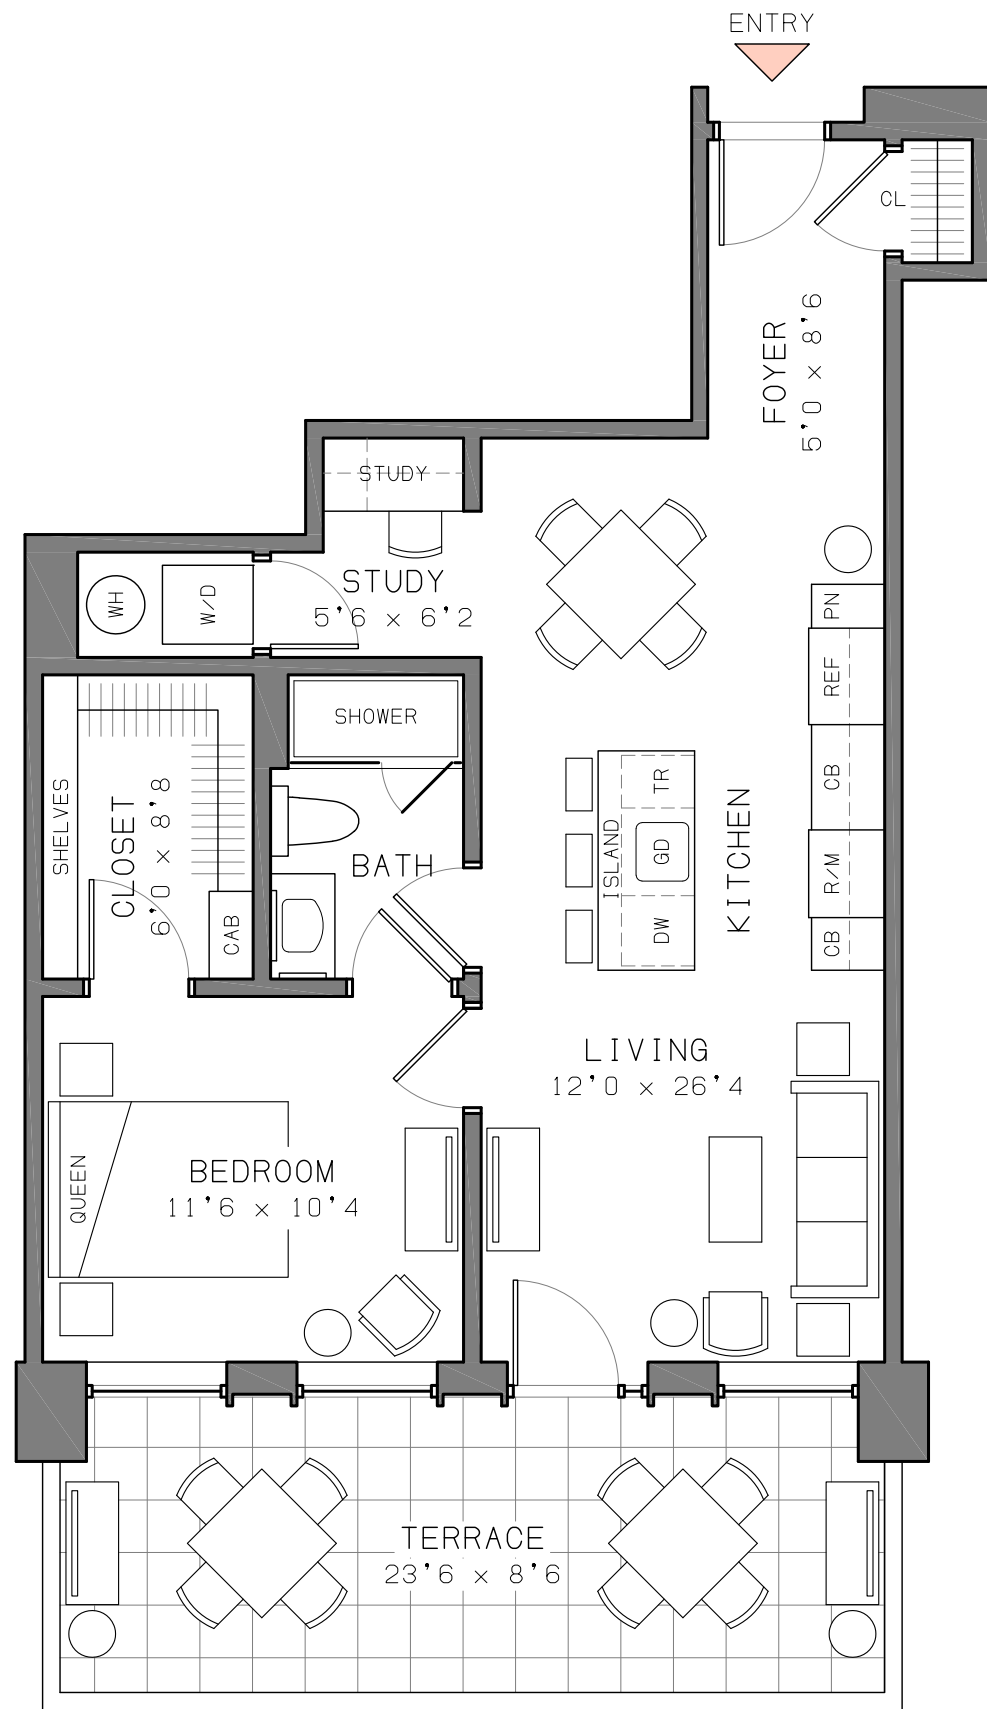 ENTRY
CL
FOYER
5'0 x 8'6
STUDY
STUDY
5'6 x 6'2
WH
W/D
PN
REF
CB
R/M
CB
SHOWER
SHELVES
CLOSET
6'0 x 8'8
CAB
BATH
ISLAND
TR
GD
DW
KITCHEN
LIVING
12'0 x 26'4
BEDROOM
11'6 x 10'4
QUEEN
TERRACE
23'6 x 8'6